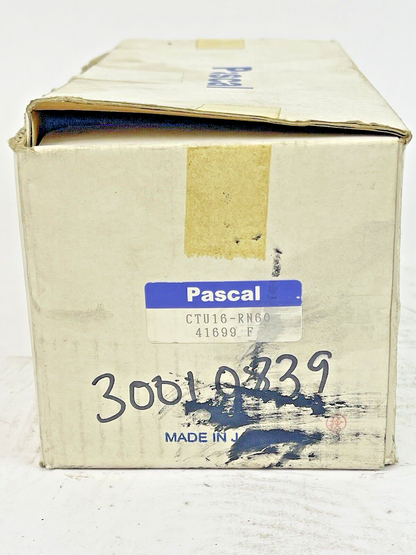 Pascal
Pascal
CTU16-RN60
41699 F
30010839
MADE IN J